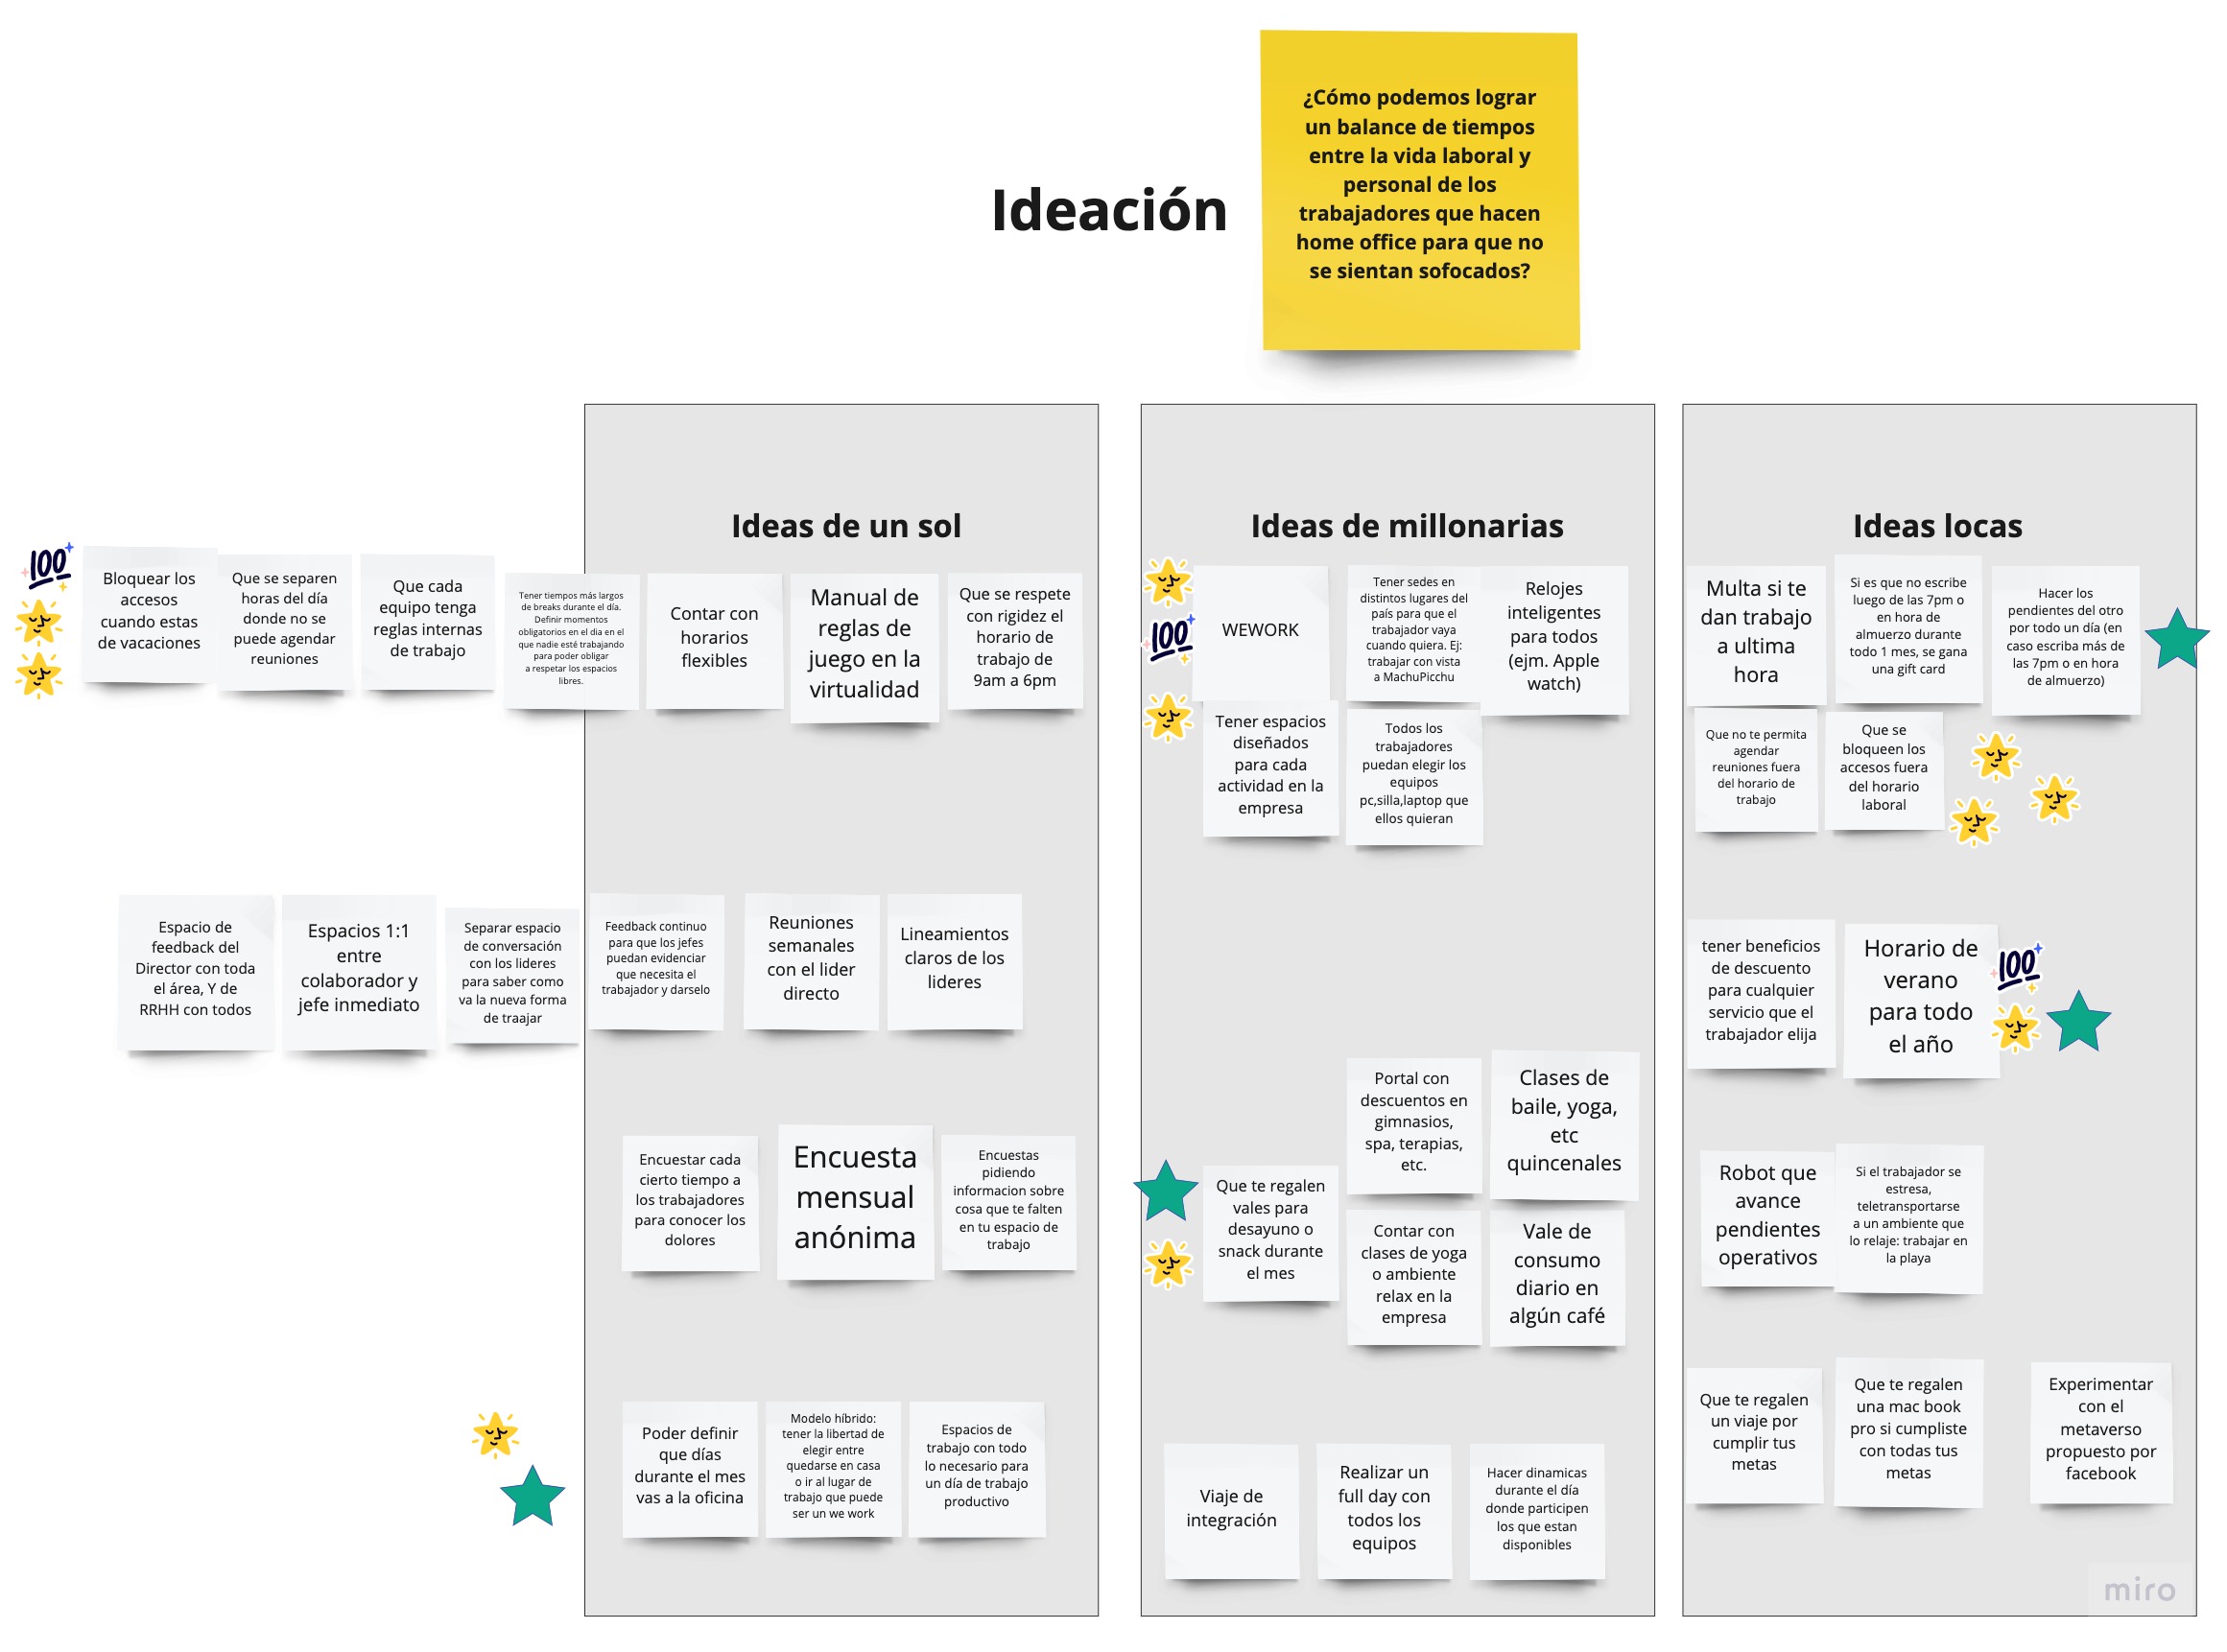 ¿Cómo podemos lograr
un balance de tiempos
entre la vida laboral y
personal de los
trabajadores que hacen
home office para que no
se sientan sofocados?
Ideación
Ideas de un sol
100
Bloquear los
accesos
cuando estas
de vacaciones
Que se separen
horas del día
donde no se
puede agendar
reuniones
Que cada
equipo tenga
reglas internas
de trabajo
Tener tiempos más largos
de breaks durante el día.
Definir momentos
obligatorios en el dia en el
que nadie esté trabajando
para poder obligar
a respetar los espacios
libres.
Contar con
horarios
flexibles
Manual de
reglas de
juego en la
virtualidad
Que se respete
con rigidez el
horario de
trabajo de
9am a 6pm
Espacio de
feedback del
Director con toda
el área, Y de
RRHH con todos
Espacios 1:1
entre
colaborador y
jefe inmediato
Separar espacio
de conversación
con los lideres
para saber como
va la nueva forma
de traajar
Feedback continuo
para que los jefes
puedan evidenciar
que necesita el
trabajador y darselo
Reuniones
semanales
con el lider
directo
Lineamientos
claros de los
lideres
Encuestar cada
cierto tiempo a
los trabajadores
para conocer los
dolores
Encuesta
mensual
anónima
Encuestas
pidiendo
informacion sobre
cosa que te falten
en tu espacio de
trabajo
Poder definir
que días
durante el mes
vas a la oficina
Modelo híbrido:
tener la libertad de
elegir entre
quedarse en casa
o ir al lugar de
trabajo que puede
ser un we work
Espacios de
trabajo con todo
lo necesario para
un día de trabajo
productivo
Ideas de millonarias
100
WEWORK
Tener sedes en
distintos lugares del
país para que el
trabajador vaya
cuando quiera. Ej:
trabajar con vista
a MachuPicchu
Relojes
inteligentes
para todos
(ejm. Apple
watch)
Tener espacios
diseñados
para cada
actividad en la
empresa
Todos los
trabajadores
puedan elegir los
equipos
pc,silla,laptop que
ellos quieran
Portal con
descuentos en
gimnasios,
spa, terapias,
etc.
Clases de
baile, yoga,
etc
quincenales
Que te regalen
vales para
desayuno o
snack durante
el mes
Contar con
clases de yoga
o ambiente
relax en la
empresa
Vale de
consumo
diario en
algún café
Viaje de
integración
Realizar un
full day con
todos los
equipos
Hacer dinamicas
durante el día
donde participen
los que estan
disponibles
Ideas locas
Multa si te
dan trabajo
a ultima
hora
Si es que no escribe
luego de las 7pm o
en hora de
almuerzo durante
todo 1 mes, se gana
una gift card
Hacer los
pendientes del otro
por todo un día (en
caso escriba más de
las 7pm o en hora
de almuerzo)
Que no te permita
agendar
reuniones fuera
del horario de
trabajo
Que se
bloqueen los
accesos fuera
del horario
laboral
tener beneficios
de descuento
para cualquier
servicio que el
trabajador elija
Horario de
verano
para todo
el año
100
Robot que
avance
pendientes
operativos
Si el trabajador se
estresa,
teletransportarse
a un ambiente que
lo relaje: trabajar en
la playa
Que te regalen
un viaje por
cumplir tus
metas
Que te regalen
una mac book
pro si cumpliste
con todas tus
metas
Experimentar
con el
metaverso
propuesto por
facebook
miro